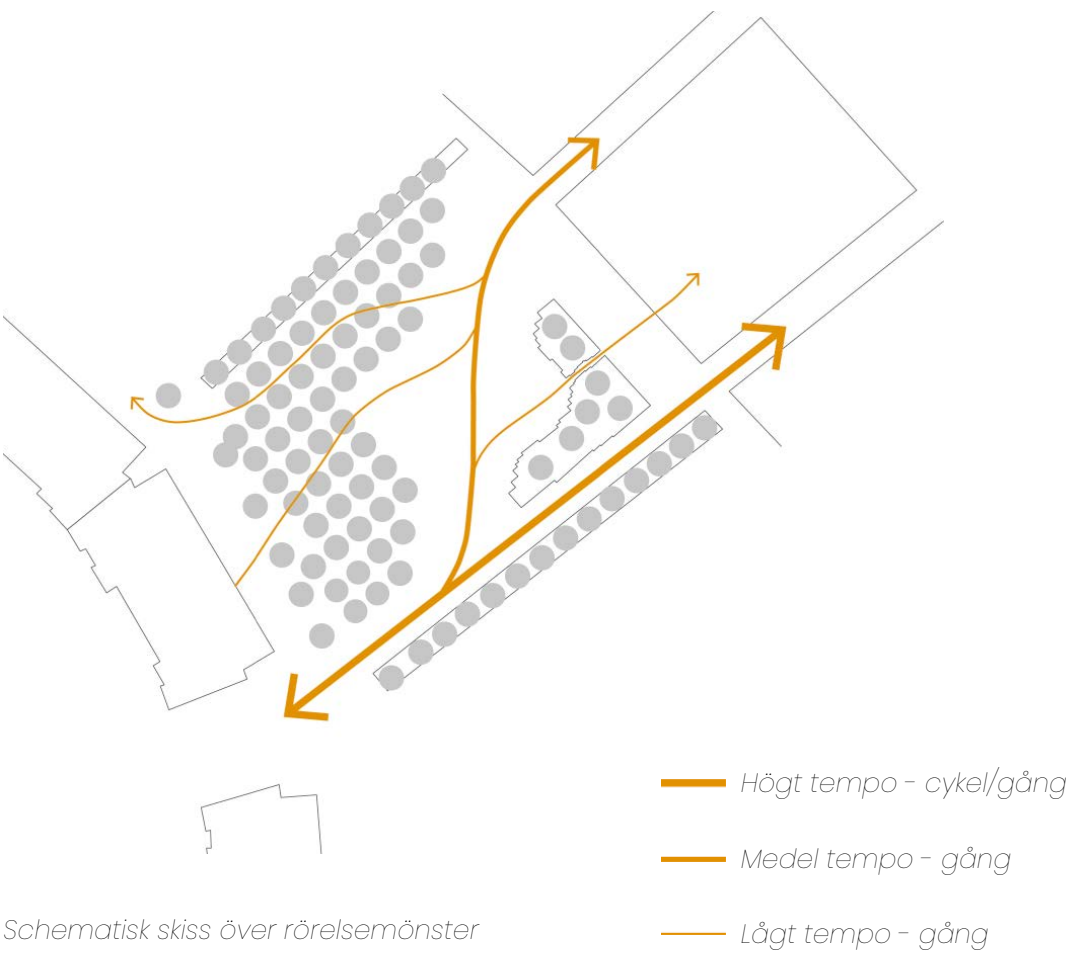 Högt tempo - cykel/gång
Medel tempo - gång
Schematisk skiss över rörelsemönster
Lågt tempo - gång